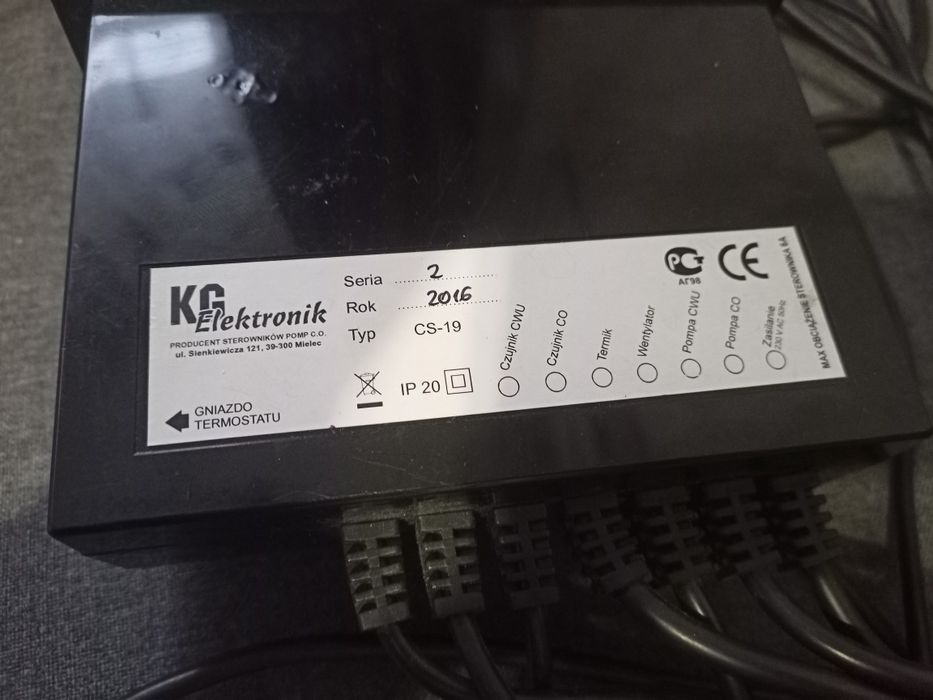 KG
Elektronik
PRODUCENT STEROWNIKÓW POMP C.O.
ul. Sienkiewicza 121, 39-300 Mielec
GNIAZDO
TERMOSTATU
Seria 2
Rok 2016
Typ CS-19
IP 20
Czujnik CWU
Czujnik CO
Termik
Wentylator
Pompa CWU
Pompa CO
Zasilanie
230 V AC 50Hz
MAX OBCIĄŻENIE STEROWNIKA 6A
РСТ
АГ98
CE